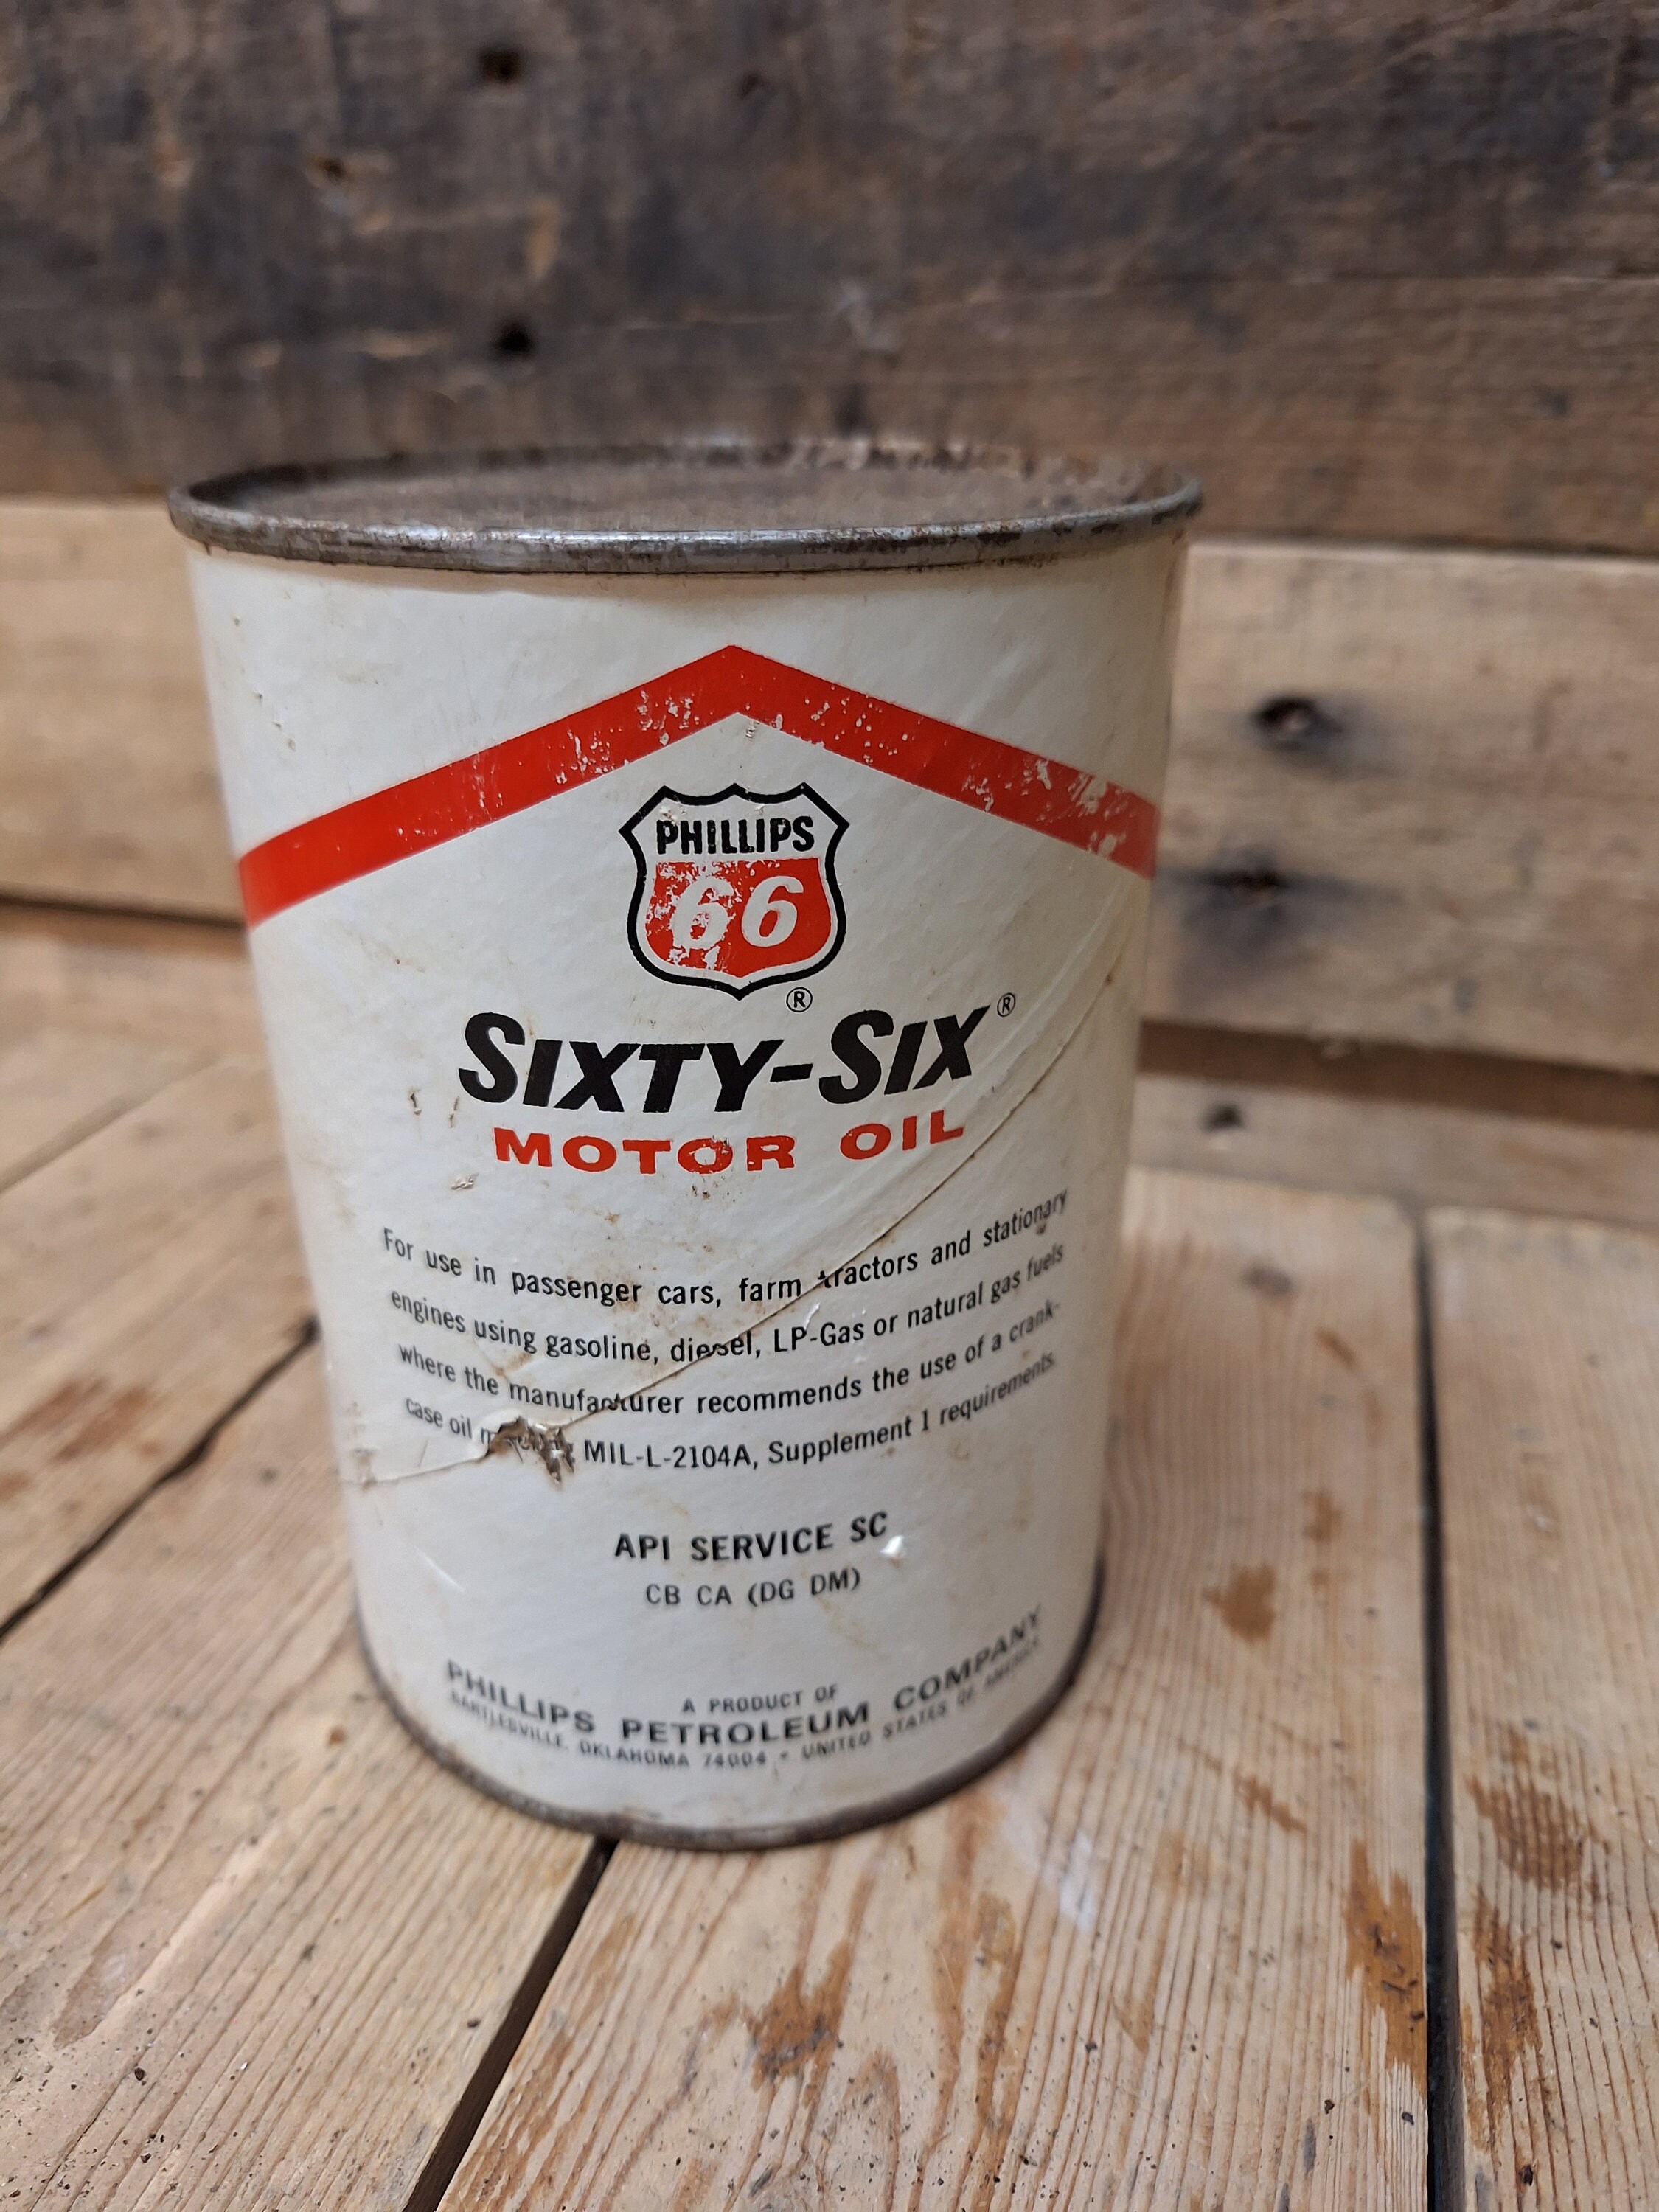 PHILLIPS
66
®
SIXTY-SIX®
MOTOR OIL
For use in passenger cars, farm tractors and stationary
engines using gasoline, diesel, LP-Gas or natural gas fuels
where the manufacturer recommends the use of a crank-
case oil MIL-L-2104A, Supplement 1 requirements.
API SERVICE SC
CB CA (DG DM)
A PRODUCT OF
PHILLIPS PETROLEUM COMPANY
BARTLESVILLE, OKLAHOMA 74004 - UNITED STATES OF AMERICA